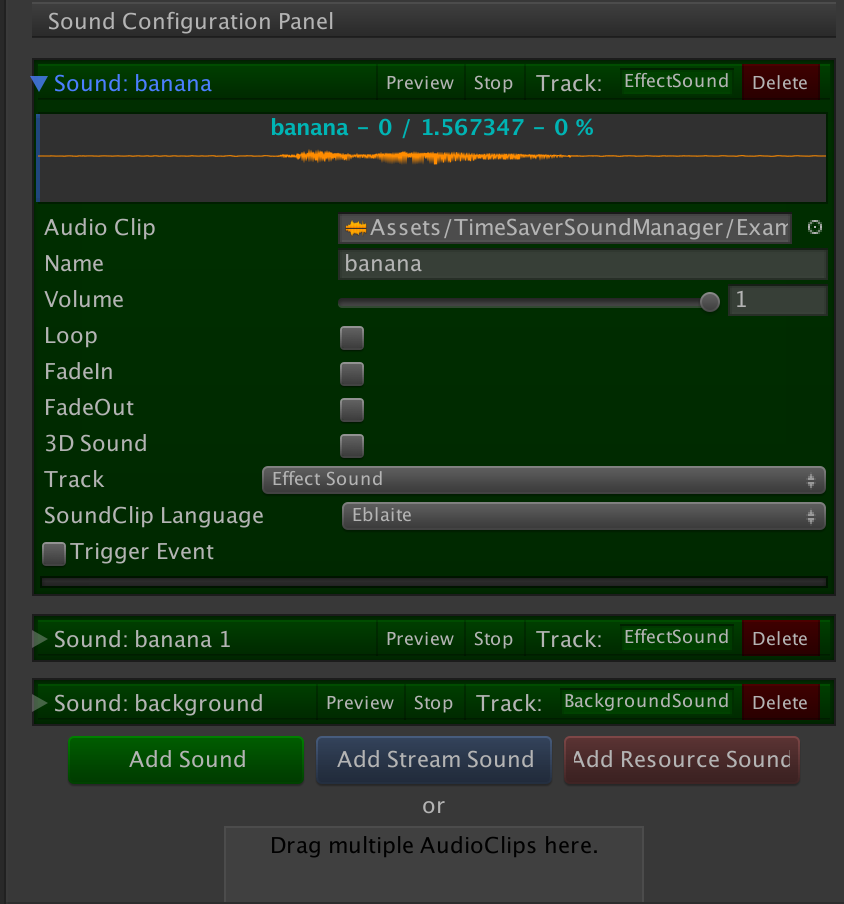 Sound Configuration Panel
Sound: banana Preview Stop Track: EffectSound Delete
banana - 0 / 1.567347 - 0 %
Audio Clip Assets/TimeSaverSoundManager/Exam
Name banana
Volume 1
Loop
FadeIn
FadeOut
3D Sound
Track Effect Sound
SoundClip Language Eblaite
Trigger Event
Sound: banana 1 Preview Stop Track: EffectSound Delete
Sound: background Preview Stop Track: BackgroundSound Delete
Add Sound Add Stream Sound Add Resource Sound
or
Drag multiple AudioClips here.